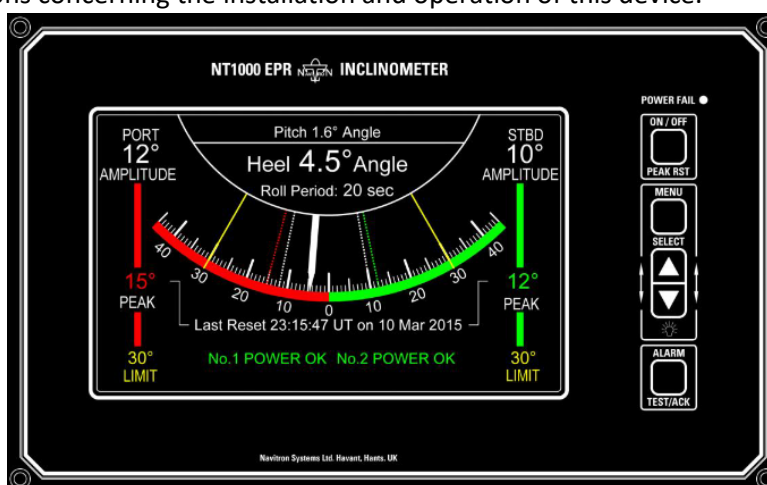 ons concerning the installation and operation of this device.
NT1000 EPR NAVITRON INCLINOMETER
POWER FAIL
ON / OFF
PEAK RST
MENU
SELECT
ALARM
TEST/ACK
PORT
12°
AMPLITUDE
15°
PEAK
30°
LIMIT
Pitch 1.6° Angle
Heel 4.5° Angle
Roll Period: 20 sec
STBD
10°
AMPLITUDE
12°
PEAK
30°
LIMIT
40 30 20 10 0 10 20 30 40
Last Reset 23:15:47 UT on 10 Mar 2015
No.1 POWER OK No.2 POWER OK
Navitron Systems Ltd. Havant, Hants. UK